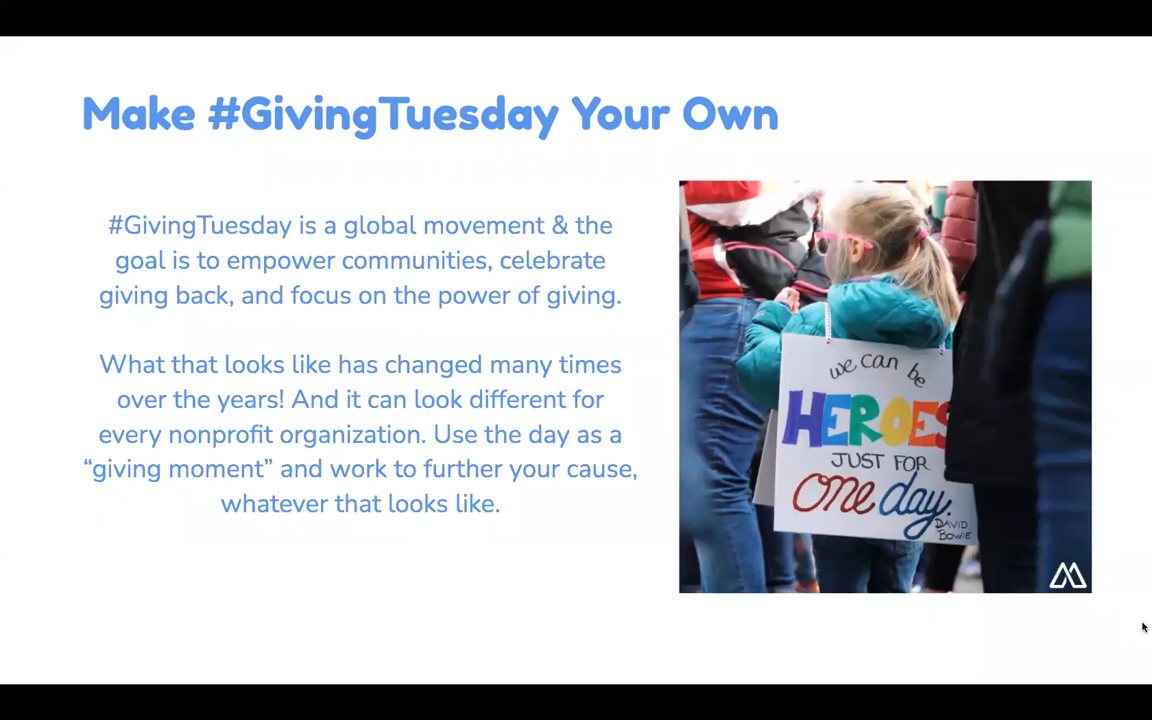 Make #GivingTuesday Your Own
#GivingTuesday is a global movement & the
goal is to empower communities, celebrate
giving back, and focus on the power of giving.
What that looks like has changed many times
over the years! And it can look different for
every nonprofit organization. Use the day as a
“giving moment” and work to further your cause,
whatever that looks like.
we can be
HEROES
JUST FOR
one day.
DAVID
BOWIE